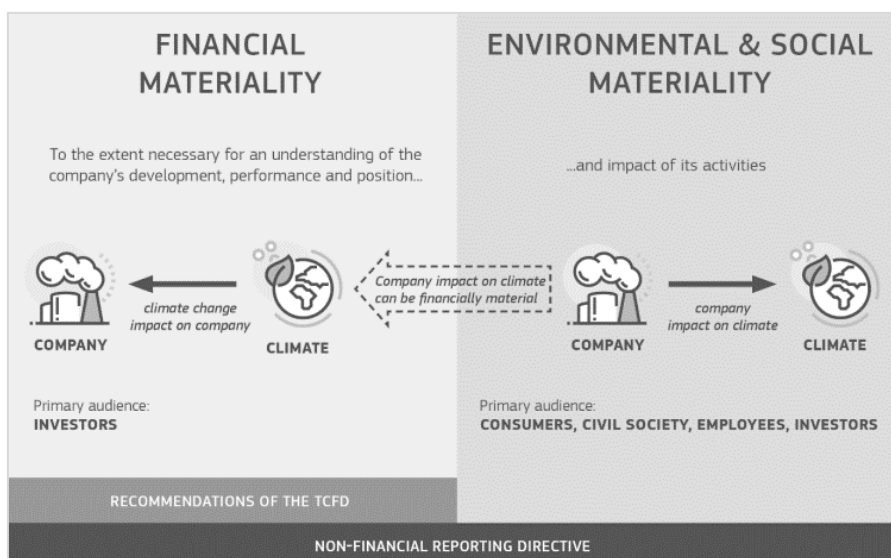 FINANCIAL
MATERIALITY
To the extent necessary for an understanding of the
company's development, performance and position...
climate change
impact on company
COMPANY
CLIMATE
Primary audience:
INVESTORS
RECOMMENDATIONS OF THE TCFD
Company impact on climate
can be financially material
ENVIRONMENTAL & SOCIAL
MATERIALITY
...and impact of its activities
company
impact on climate
COMPANY
CLIMATE
Primary audience:
CONSUMERS, CIVIL SOCIETY, EMPLOYEES, INVESTORS
NON-FINANCIAL REPORTING DIRECTIVE